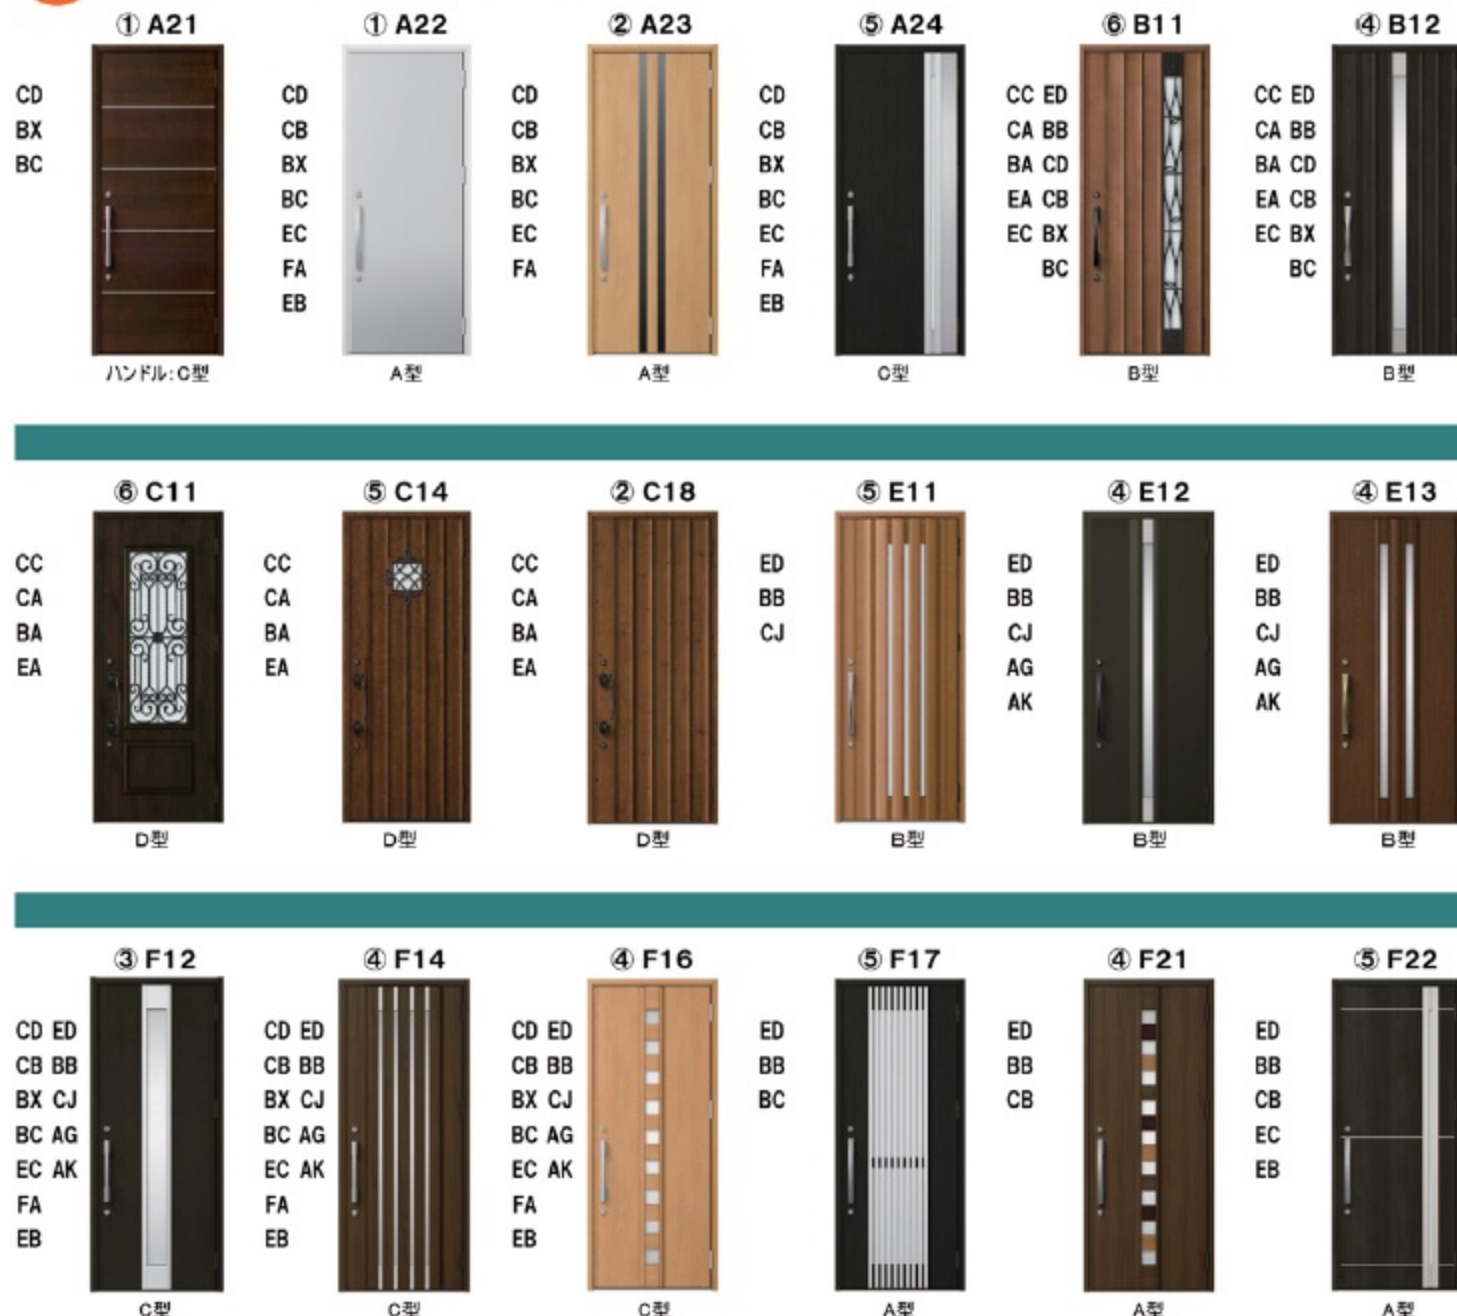 ① A21
CD
BX
BC
ハンドル:C型
① A22
CD
CB
BX
BC
EC
FA
EB
A型
② A23
CD
CB
BX
BC
EC
FA
A型
⑤ A24
CD
CB
BX
BC
EC
FA
EB
C型
⑥ B11
CC ED
CA BB
BA CD
EA CB
EC BX
BC
B型
④ B12
CC ED
CA BB
BA CD
EA CB
EC BX
BC
B型
⑥ C11
CC
CA
BA
EA
D型
⑤ C14
CC
CA
BA
EA
D型
② C18
CC
CA
BA
EA
D型
⑤ E11
ED
BB
CJ
B型
④ E12
ED
BB
CJ
AG
AK
B型
④ E13
ED
BB
CJ
AG
AK
B型
③ F12
CD ED
CB BB
BX CJ
BC AG
EC AK
FA
EB
C型
④ F14
CD ED
CB BB
BX CJ
BC AG
EC AK
FA
EB
C型
④ F16
CD ED
CB BB
BX CJ
BC AG
EC AK
FA
EB
C型
⑤ F17
ED
BB
BC
A型
④ F21
ED
BB
CB
A型
⑤ F22
ED
BB
CB
EC
EB
A型